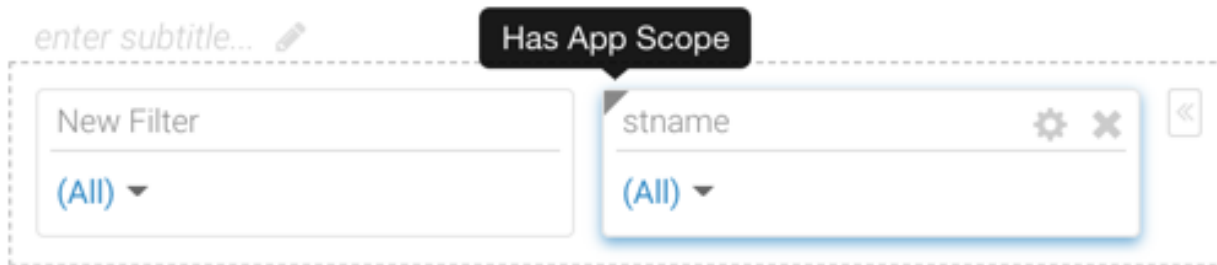 enter subtitle...
Has App Scope
New Filter
stname
(All)
(All)